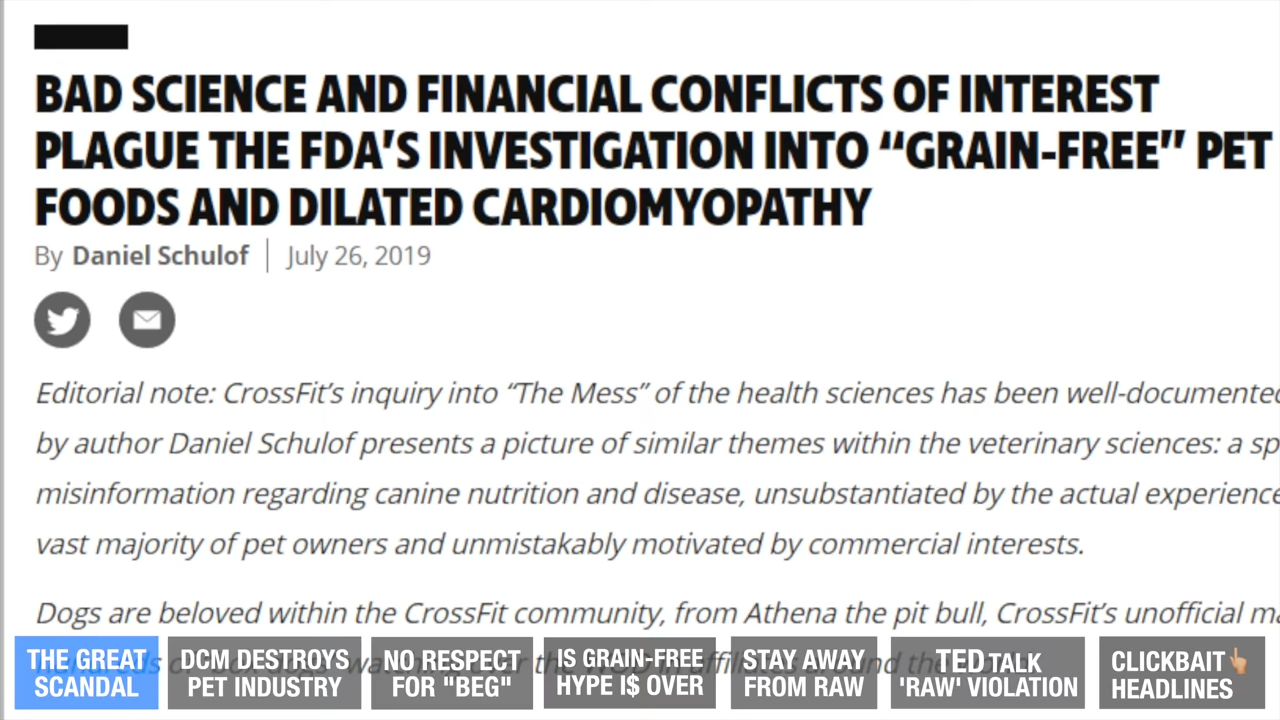 BAD SCIENCE AND FINANCIAL CONFLICTS OF INTEREST
PLAGUE THE FDA'S INVESTIGATION INTO “GRAIN-FREE” PET
FOODS AND DILATED CARDIOMYOPATHY
By Daniel Schulof | July 26, 2019
Editorial note: CrossFit's inquiry into “The Mess” of the health sciences has been well-documented
by author Daniel Schulof presents a picture of similar themes within the veterinary sciences: a sp
misinformation regarding canine nutrition and disease, unsubstantiated by the actual experience
vast majority of pet owners and unmistakably motivated by commercial interests.
Dogs are beloved within the CrossFit community, from Athena the pit bull, CrossFit's unofficial ma
THE GREAT
SCANDAL
DCM DESTROYS
PET INDUSTRY
NO RESPECT
FOR "BEG"
IS GRAIN-FREE
HYPE I$ OVER
STAY AWAY
FROM RAW
TED TALK
'RAW' VIOLATION
CLICKBAIT👆🏽
HEADLINES